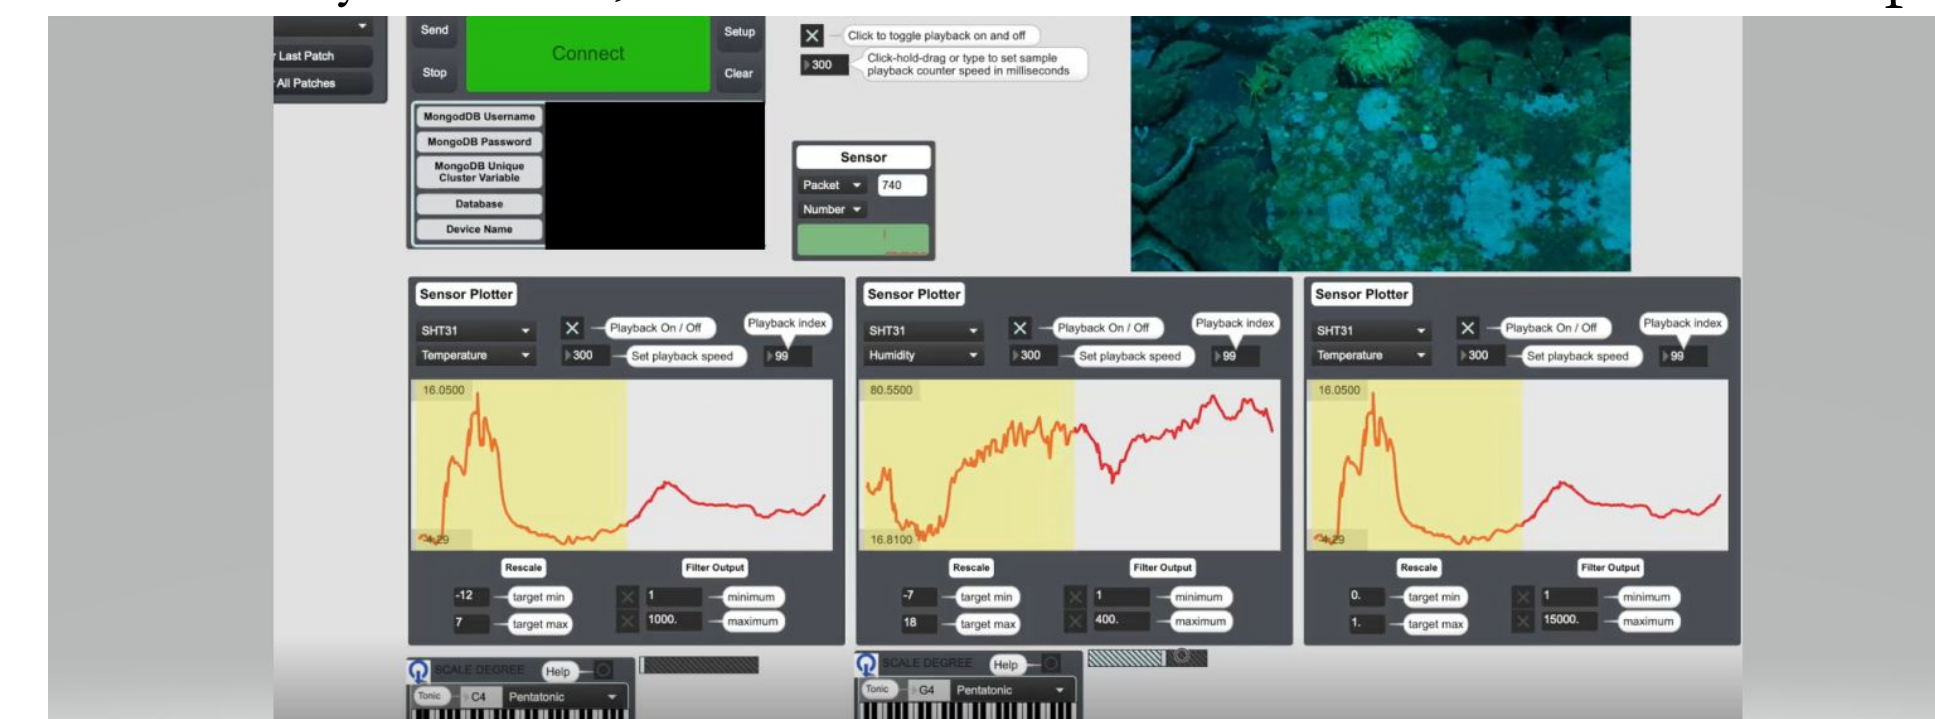 Send
Setup
Last Patch
Connect
Stop
Clear
All Patches
Click to toggle playback on and off
300
Click-hold-drag or type to set sample
playback counter speed in milliseconds
MongodDB Username
MongoDB Password
MongoDB Unique
Cluster Variable
Database
Device Name
Sensor
Packet
740
Number
Sensor Plotter
SHT31
Playback On / Off
Playback index
Temperature
300
Set playback speed
99
16.0500
-4.29
Rescale
Filter Output
-12
target min
1
minimum
7
target max
1000.
maximum
Sensor Plotter
SHT31
Playback On / Off
Playback index
Humidity
300
Set playback speed
99
80.5500
16.8100
Rescale
Filter Output
-7
target min
1
minimum
18
target max
400.
maximum
Sensor Plotter
SHT31
Playback On / Off
Playback index
Temperature
300
Set playback speed
99
16.0500
-4.29
Rescale
Filter Output
0.
target min
1
minimum
1.
target max
15000.
maximum
SCALE DEGREE
Help
Tonic
C4
Pentatonic
SCALE DEGREE
Help
Tonic
G4
Pentatonic